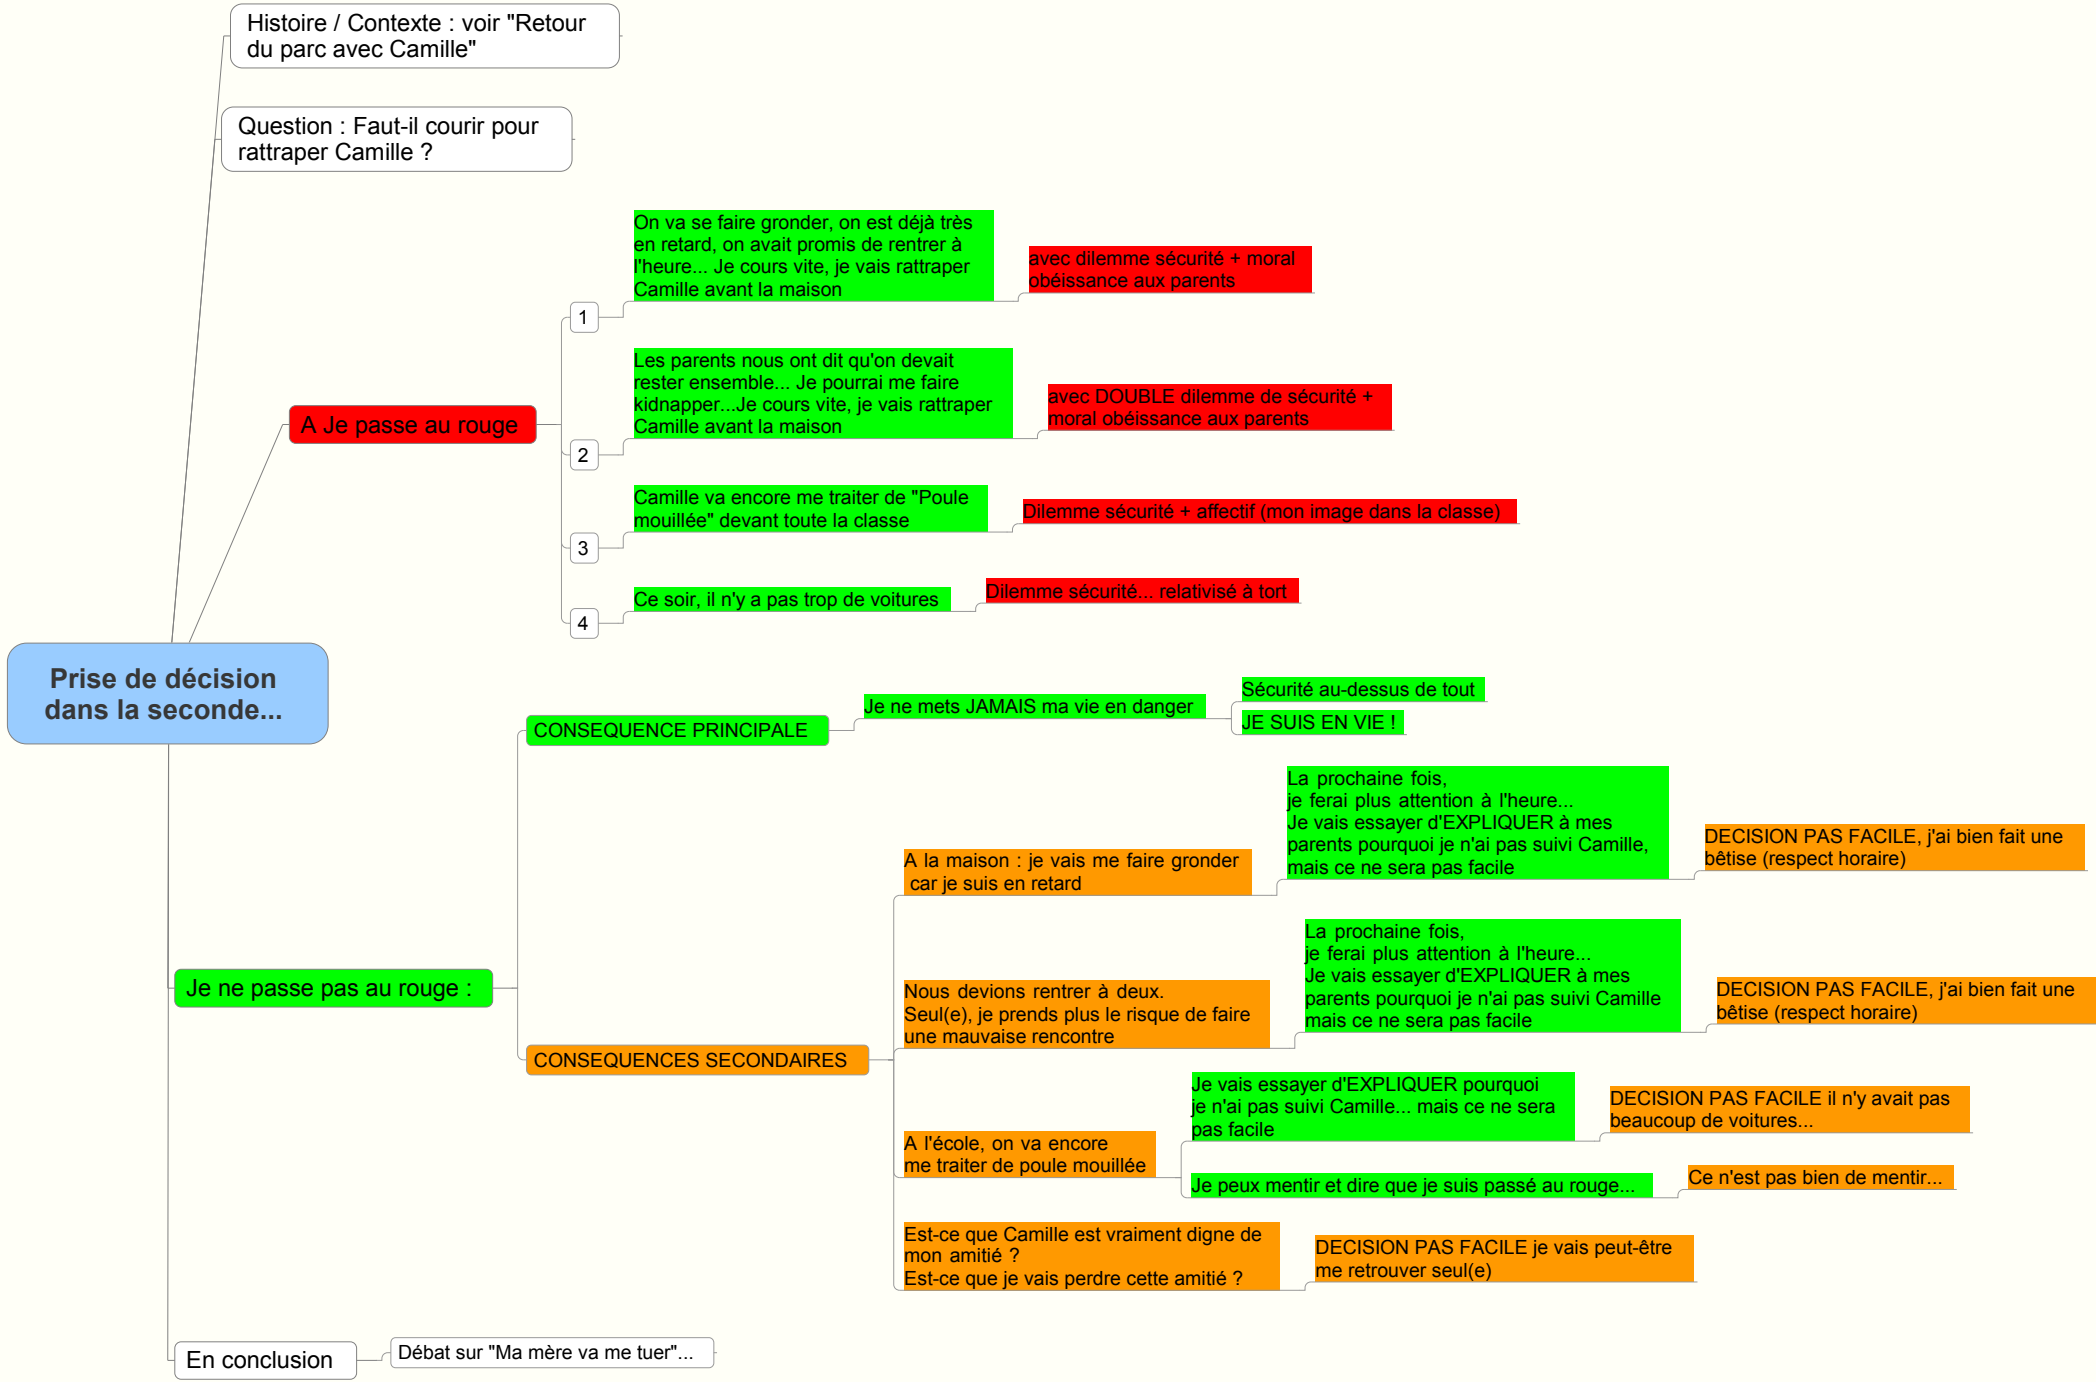 Histoire / Contexte : voir "Retour
du parc avec Camille"
Question : Faut-il courir pour
rattraper Camille ?
Prise de décision
dans la seconde...
A Je passe au rouge
1
On va se faire gronder, on est déjà très
en retard, on avait promis de rentrer à
l'heure... Je cours vite, je vais rattraper
Camille avant la maison
avec dilemme sécurité + moral
obéissance aux parents
2
Les parents nous ont dit qu'on devait
rester ensemble... Je pourrai me faire
kidnapper...Je cours vite, je vais rattraper
Camille avant la maison
avec DOUBLE dilemme de sécurité +
moral obéissance aux parents
3
Camille va encore me traiter de "Poule
mouillée" devant toute la classe
Dilemme sécurité + affectif (mon image dans la classe)
4
Ce soir, il n'y a pas trop de voitures
Dilemme sécurité... relativisé à tort
Je ne passe pas au rouge :
CONSEQUENCE PRINCIPALE
Je ne mets JAMAIS ma vie en danger
Sécurité au-dessus de tout
JE SUIS EN VIE !
CONSEQUENCES SECONDAIRES
A la maison : je vais me faire gronder
car je suis en retard
La prochaine fois,
je ferai plus attention à l'heure...
Je vais essayer d'EXPLIQUER à mes
parents pourquoi je n'ai pas suivi Camille,
mais ce ne sera pas facile
DECISION PAS FACILE, j'ai bien fait une
bêtise (respect horaire)
Nous devions rentrer à deux.
Seul(e), je prends plus le risque de faire
une mauvaise rencontre
La prochaine fois,
je ferai plus attention à l'heure...
Je vais essayer d'EXPLIQUER à mes
parents pourquoi je n'ai pas suivi Camille
mais ce ne sera pas facile
DECISION PAS FACILE, j'ai bien fait une
bêtise (respect horaire)
A l'école, on va encore
me traiter de poule mouillée
Je vais essayer d'EXPLIQUER pourquoi
je n'ai pas suivi Camille... mais ce ne sera
pas facile
DECISION PAS FACILE il n'y avait pas
beaucoup de voitures...
Je peux mentir et dire que je suis passé au rouge...
Ce n'est pas bien de mentir...
Est-ce que Camille est vraiment digne de
mon amitié ?
Est-ce que je vais perdre cette amitié ?
DECISION PAS FACILE je vais peut-être
me retrouver seul(e)
En conclusion
Débat sur "Ma mère va me tuer"...